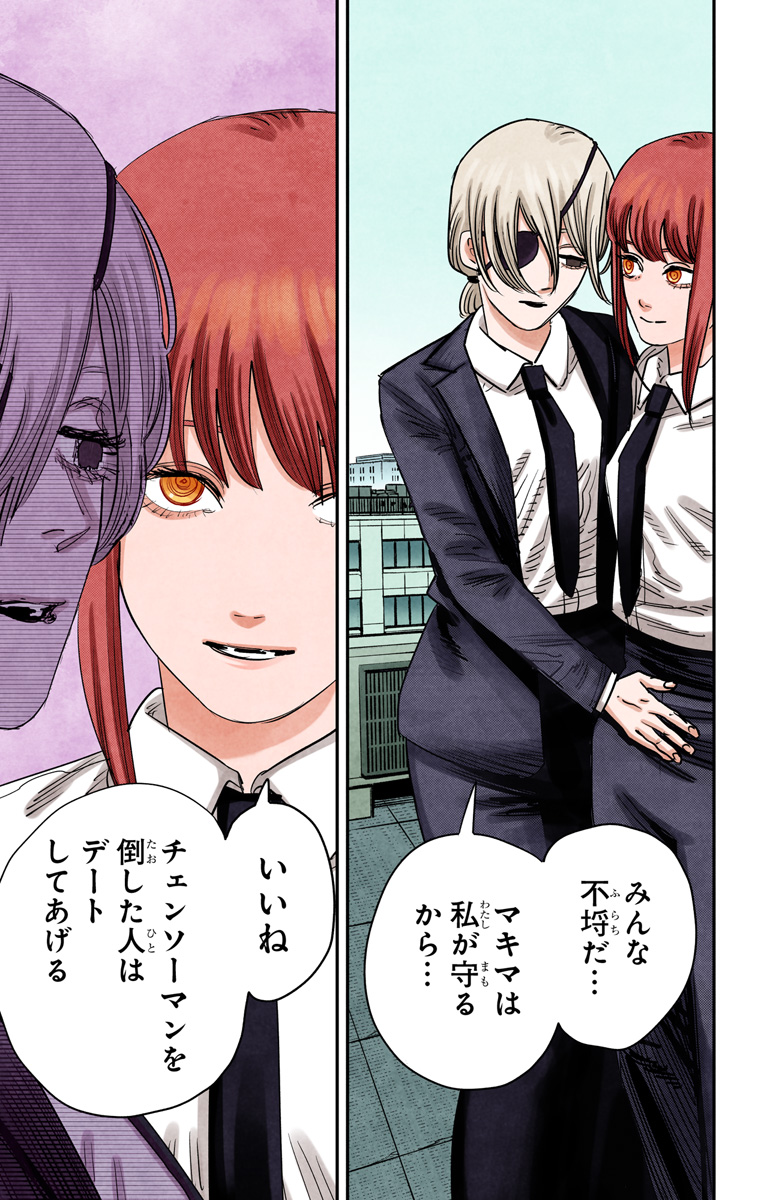 みんな
不埒だ…
マキマは
私が守る
から…
いいね
チェンソーマンを
倒した人は
デート
してあげる